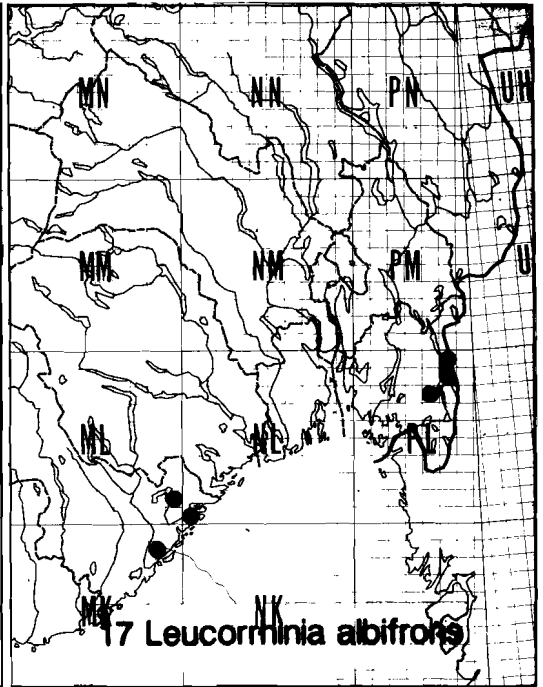 MN NN PN UH
MM NM PM U
ML NL PL
MK NK
17 Leucorrhinia albifrons